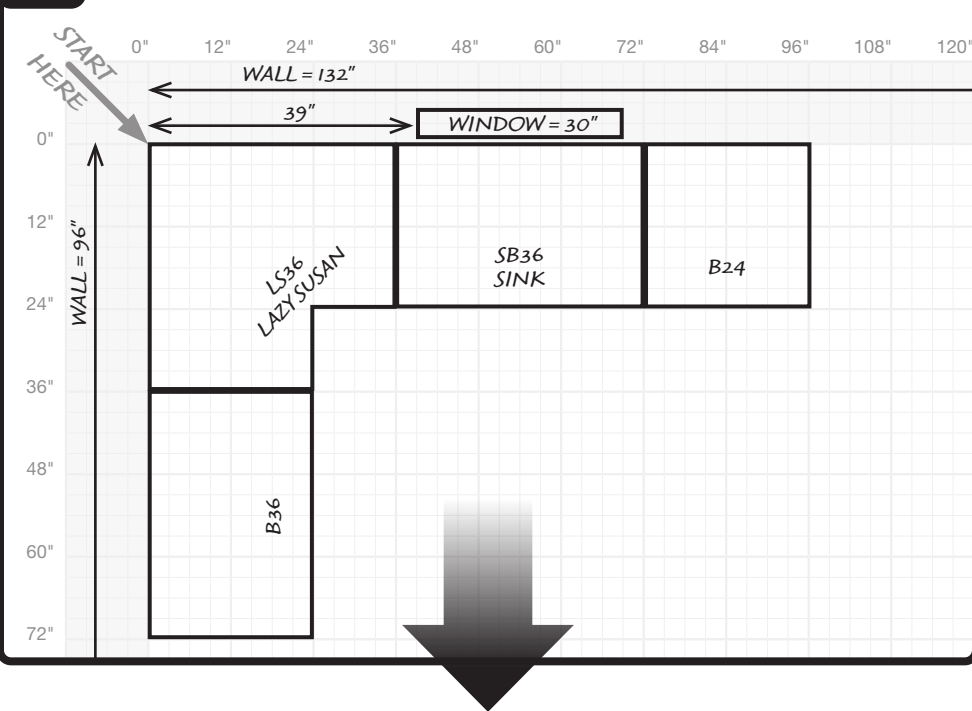 START
HERE
0" 12" 24" 36" 48" 60" 72" 84" 96" 108" 120"
WALL = 132"
39"
WINDOW = 30"
0"
12"
24"
36"
48"
60"
72"
WALL = 96"
LS36
LAZY SUSAN
SB36
SINK
B24
B36